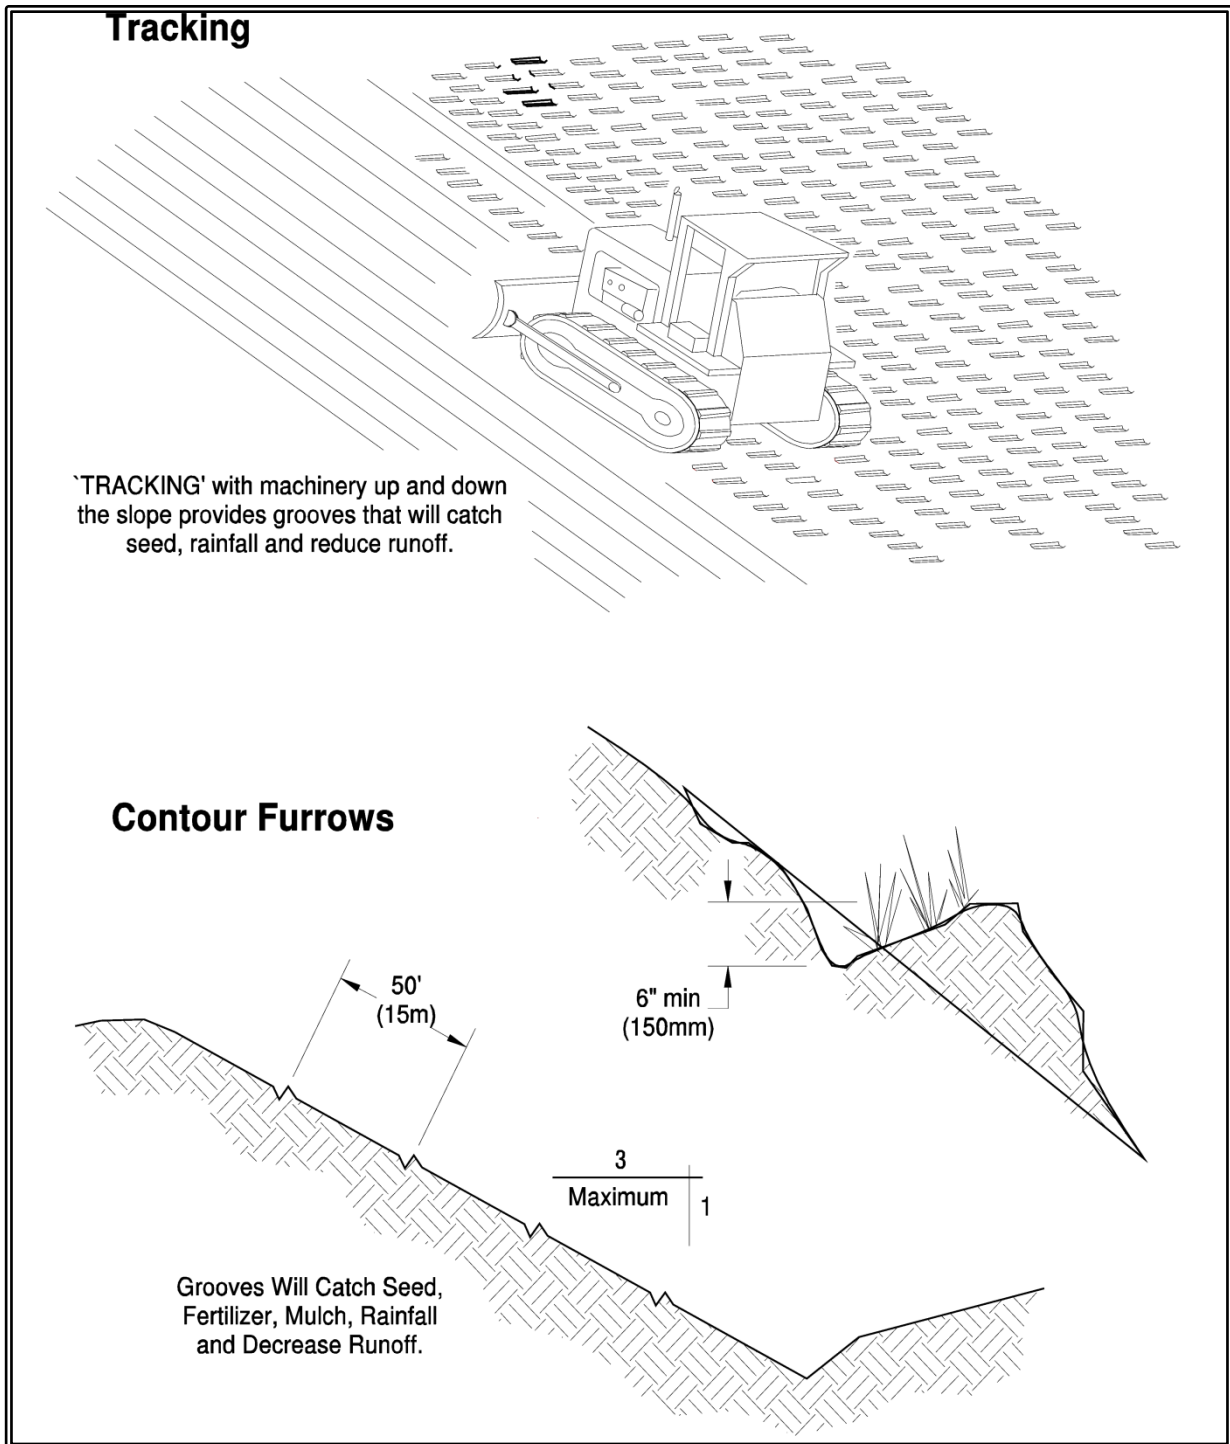 Tracking
`TRACKING' with machinery up and down
the slope provides grooves that will catch
seed, rainfall and reduce runoff.
Contour Furrows
6" min
(150mm)
50'
(15m)
3
Maximum
1
Grooves Will Catch Seed,
Fertilizer, Mulch, Rainfall
and Decrease Runoff.